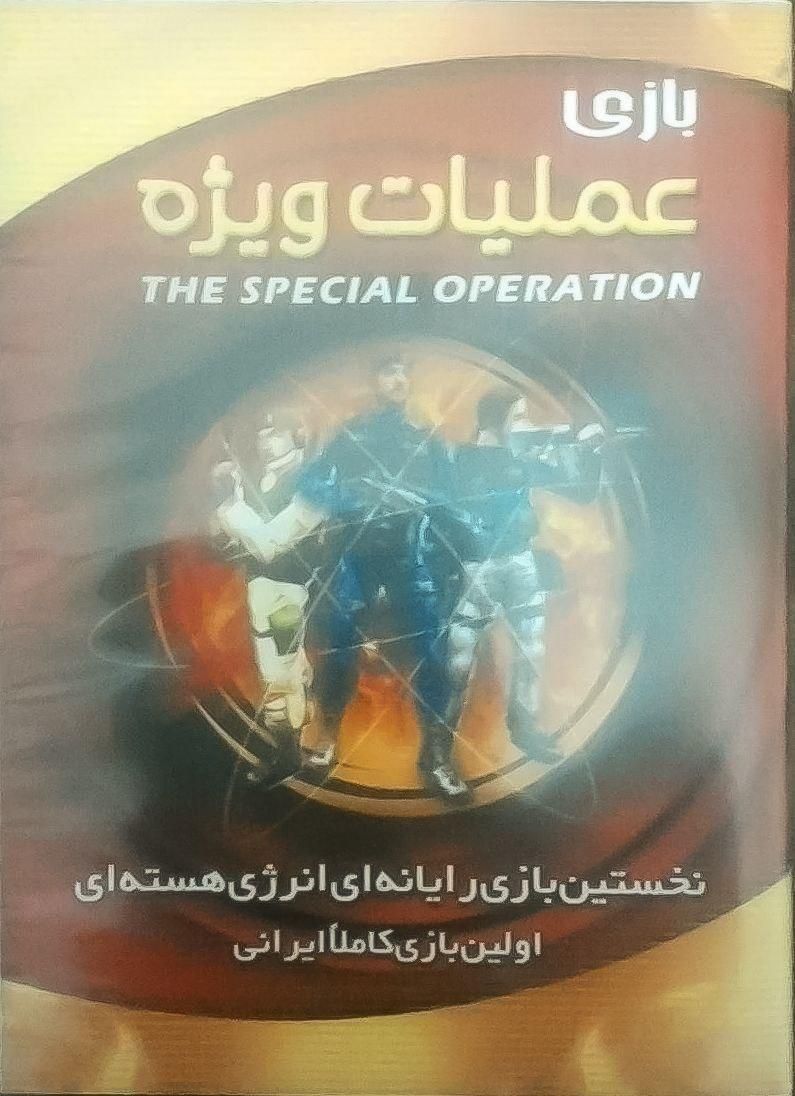 بازی
عملیات ویژه
THE SPECIAL OPERATION
نخستین بازی رایانه ای انرژی هسته ای
اولین بازی کاملاً ایرانی